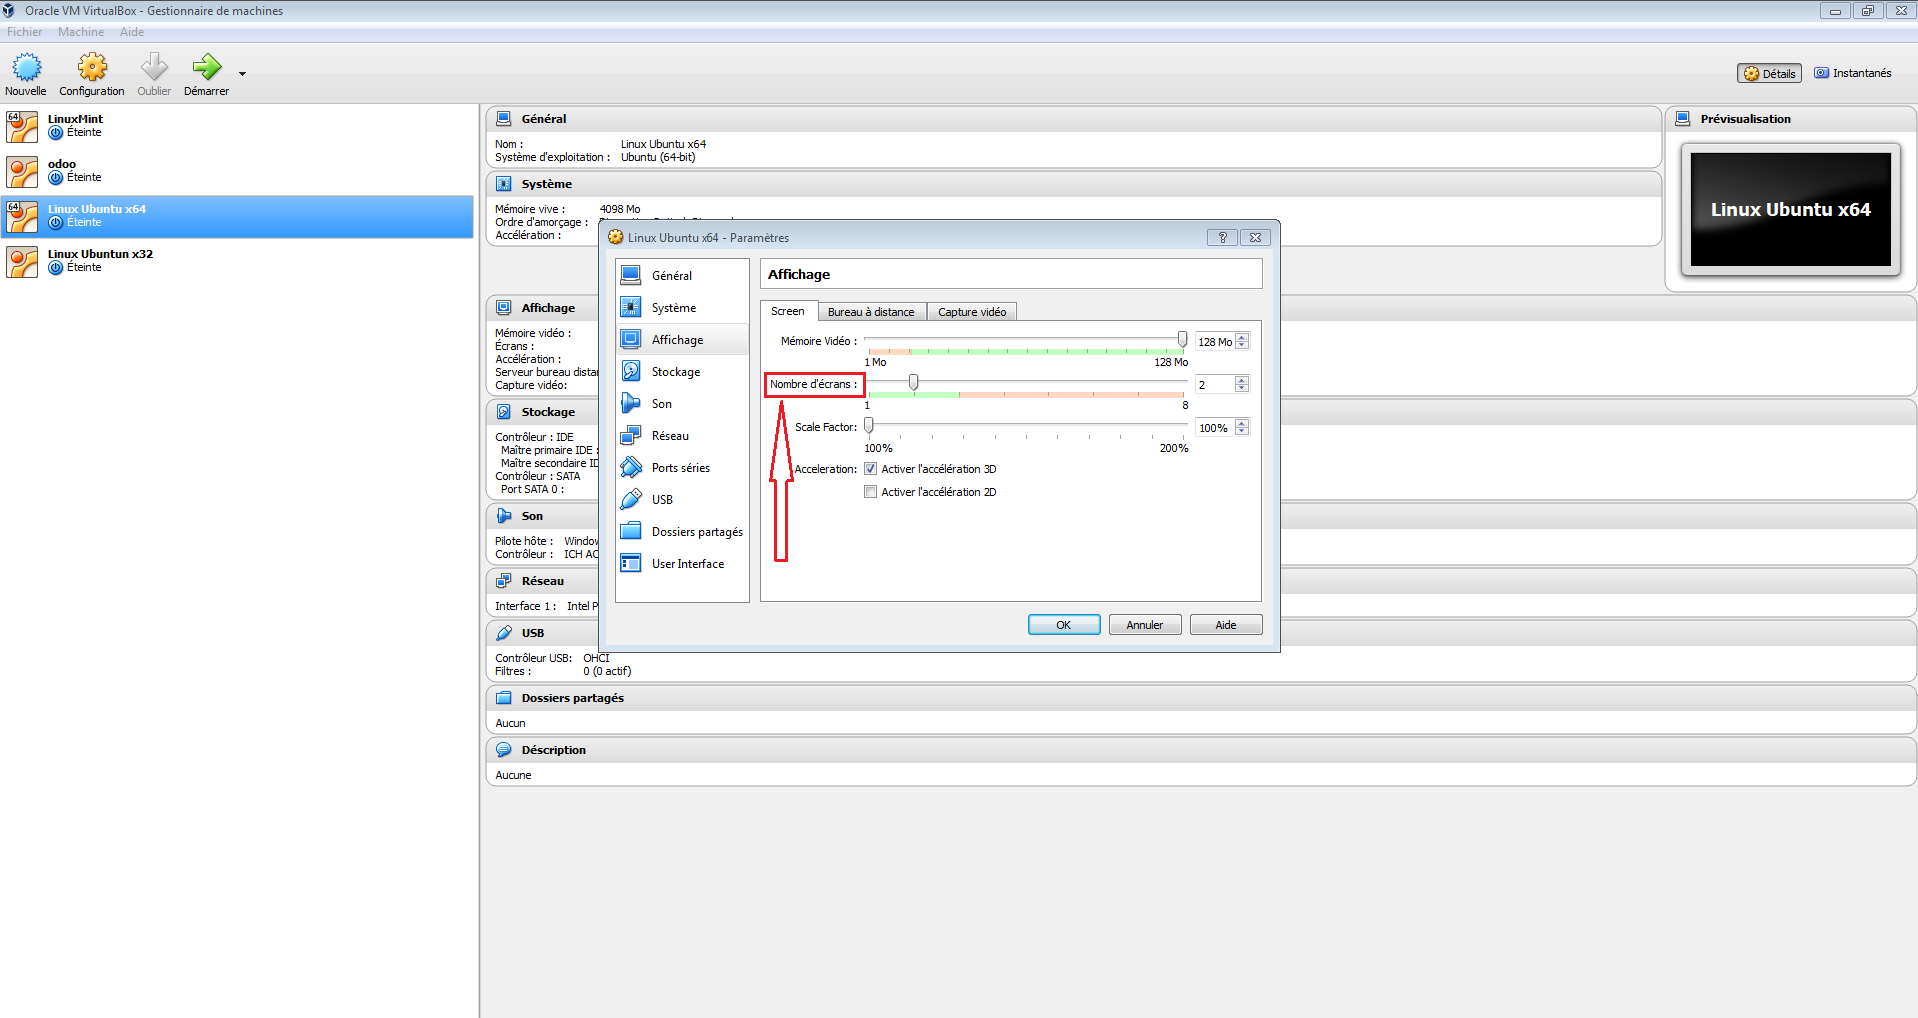 Oracle VM VirtualBox - Gestionnaire de machines
Fichier Machine Aide
Nouvelle Configuration Oublier Démarrer
Détails Instantanés
64
LinuxMint
Éteinte
odoo
Éteinte
64
Linux Ubuntu x64
Éteinte
Linux Ubuntun x32
Éteinte
Général
Nom : Linux Ubuntu x64
Système d'exploitation : Ubuntu (64-bit)
Système
Mémoire vive : 4098 Mo
Ordre d'amorçage :
Accélération :
Prévisualisation
Linux Ubuntu x64
Affichage
Mémoire vidéo :
Écrans :
Accélération :
Serveur bureau distan
Capture vidéo:
Stockage
Contrôleur : IDE
Maître primaire IDE :
Maître secondaire ID
Contrôleur : SATA
Port SATA 0 :
Son
Pilote hôte : Window
Contrôleur : ICH AC
Réseau
Interface 1 : Intel P
USB
Contrôleur USB: OHCI
Filtres : 0 (0 actif)
Dossiers partagés
Aucun
Déscription
Aucune
Linux Ubuntu x64 - Paramètres
?
Général
Système
Affichage
Stockage
Son
Réseau
Ports séries
USB
Dossiers partagés
User Interface
Affichage
Screen Bureau à distance Capture vidéo
Mémoire Vidéo : 128 Mo
1 Mo 128 Mo
Nombre d'écrans : 2
1 8
Scale Factor: 100%
100% 200%
Acceleration: Activer l'accélération 3D
Activer l'accélération 2D
OK Annuler Aide